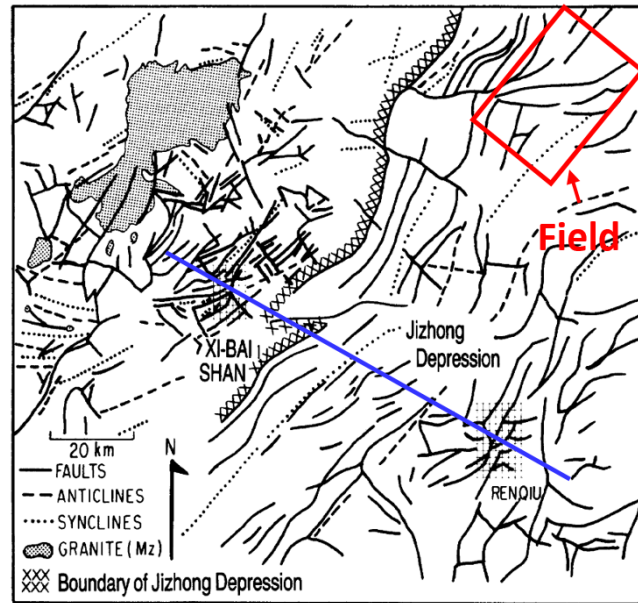 Field
XI-BAI
SHAN
Jizhong
Depression
20 km
N
RENQIU
FAULTS
ANTICLINES
SYNCLINES
GRANITE (Mz)
Boundary of Jizhong Depression